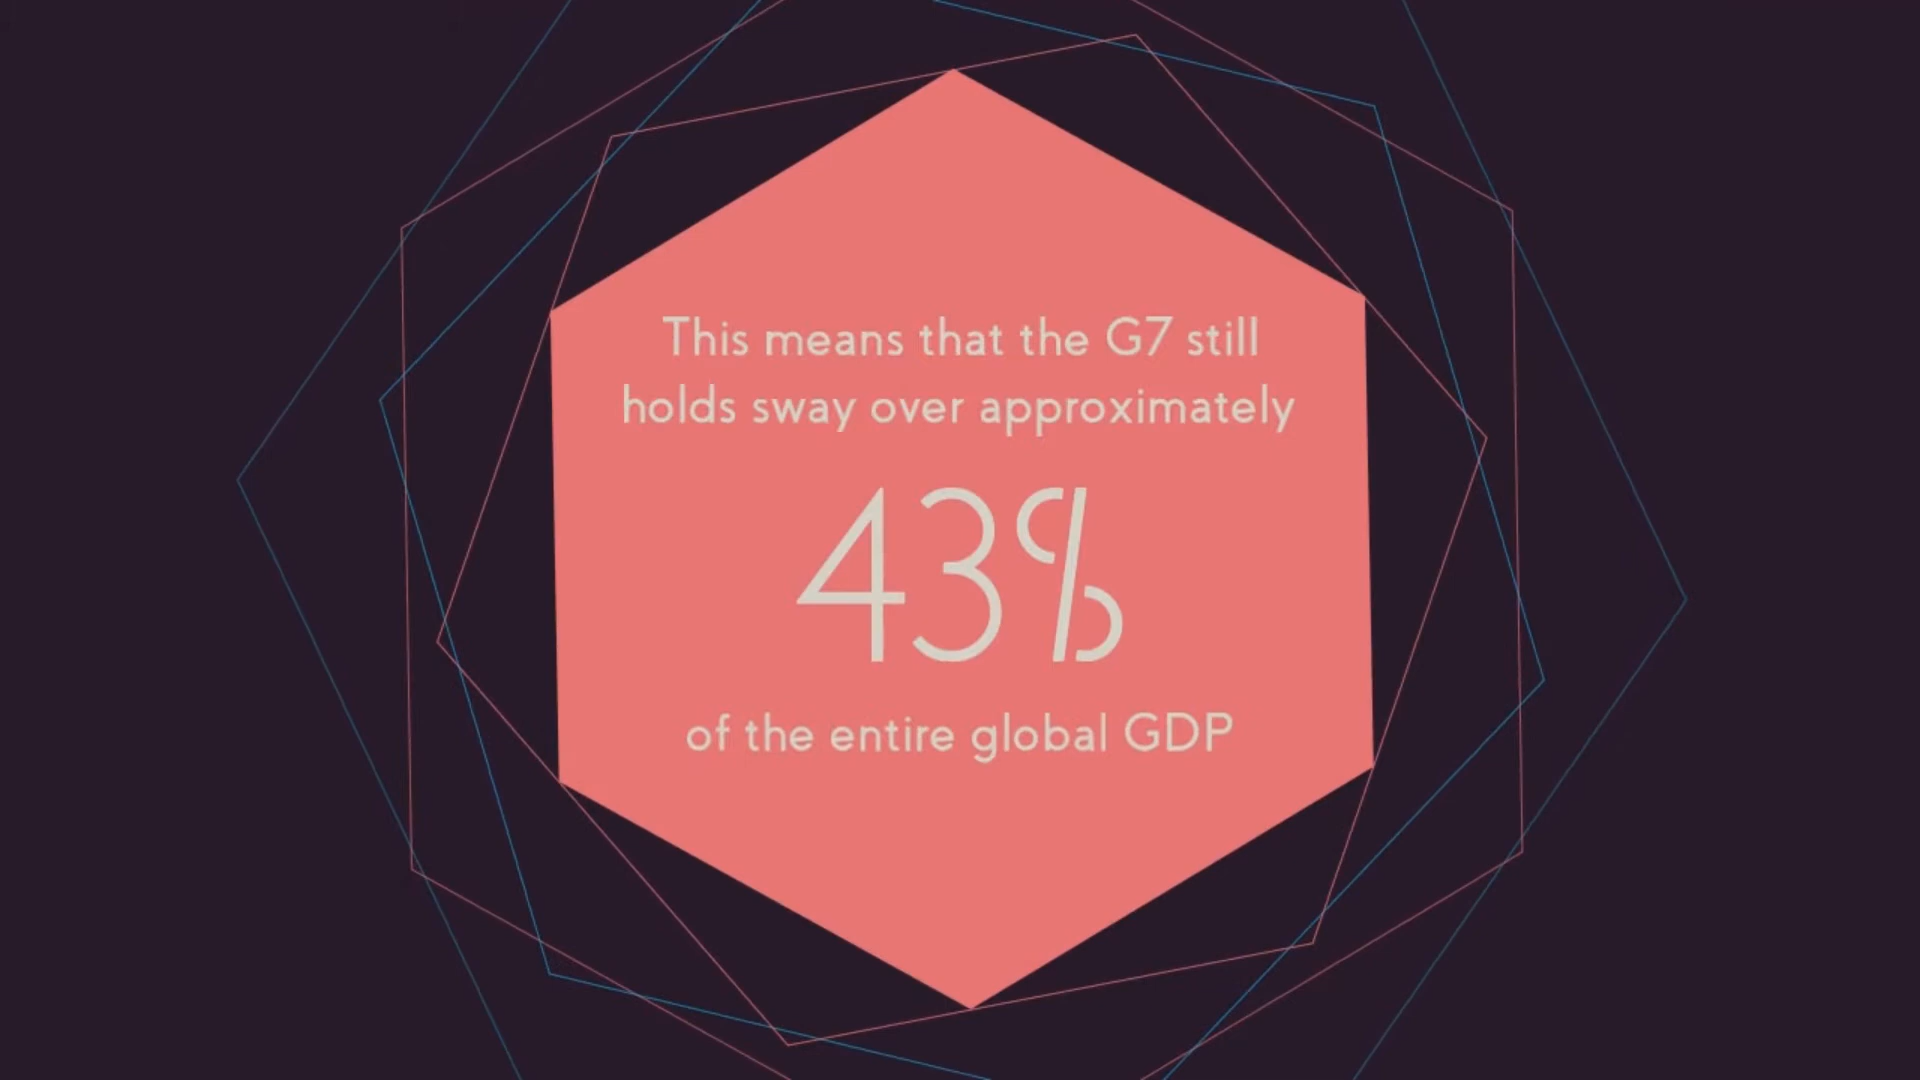 This means that the G7 still
holds sway over approximately
43%
of the entire global GDP